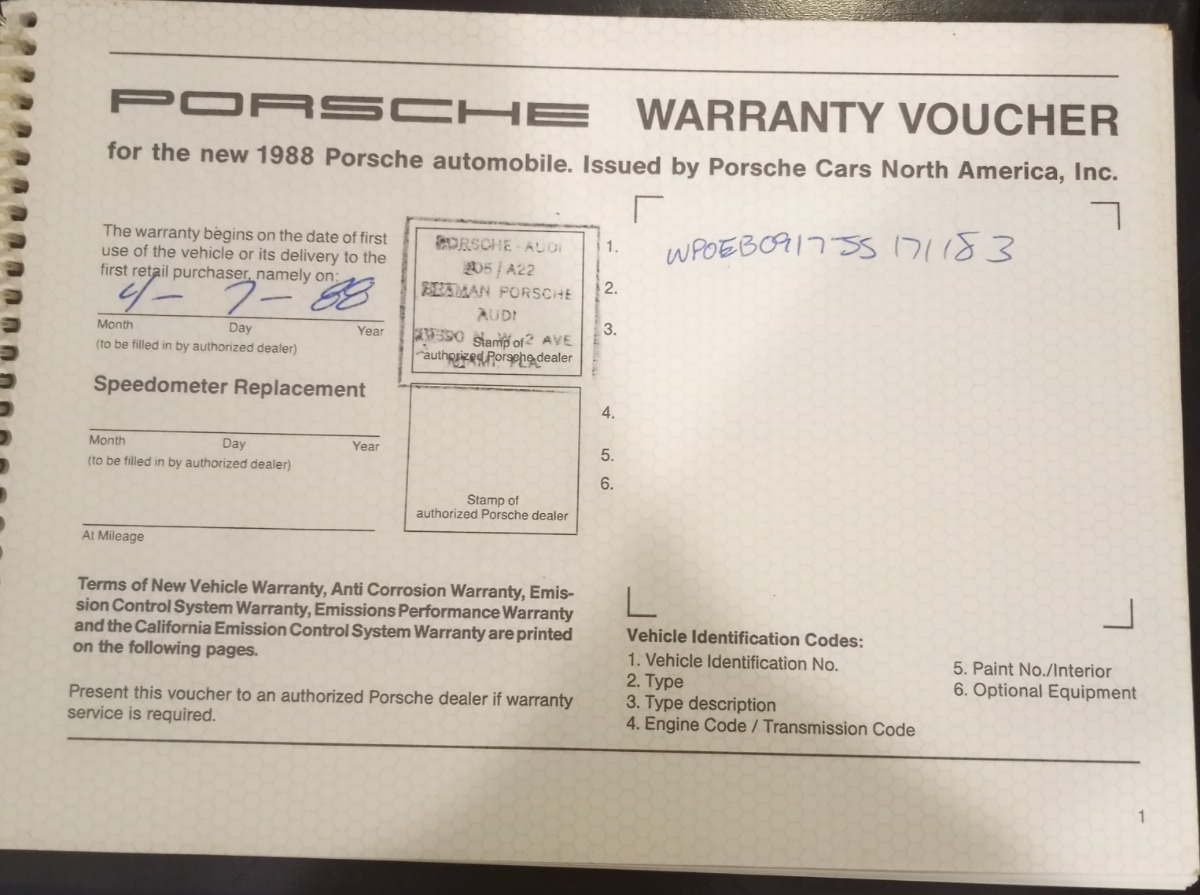 PORSCHE WARRANTY VOUCHER
for the new 1988 Porsche automobile. Issued by Porsche Cars North America, Inc.
The warranty begins on the date of first
use of the vehicle or its delivery to the
first retail purchaser, namely on:
4 - 7 - 88
Month Day Year
(to be filled in by authorized dealer)
PORSCHE-AUDI
/A22
PORSCHE
AUDI
N. W. 2 AVE
Stamp of
authorized Porsche dealer
FLA
Speedometer Replacement
Month Day Year
(to be filled in by authorized dealer)
At Mileage
Stamp of
authorized Porsche dealer
1. WP0EB0917JS171183
2.
3.
4.
5.
6.
Terms of New Vehicle Warranty, Anti Corrosion Warranty, Emis-
sion Control System Warranty, Emissions Performance Warranty
and the California Emission Control System Warranty are printed
on the following pages.
Present this voucher to an authorized Porsche dealer if warranty
service is required.
Vehicle Identification Codes:
1. Vehicle Identification No.
2. Type
3. Type description
4. Engine Code / Transmission Code
5. Paint No./Interior
6. Optional Equipment
1